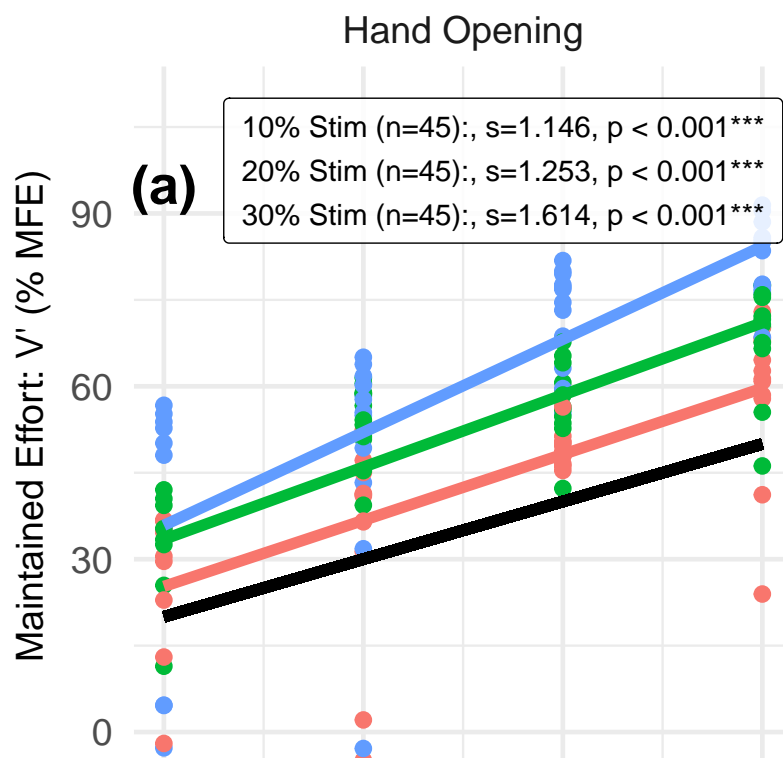 Hand Opening
10% Stim (n=45):, s=1.146, p < 0.001***
20% Stim (n=45):, s=1.253, p < 0.001***
30% Stim (n=45):, s=1.614, p < 0.001***
(a)
Maintained Effort: V' (% MFE)
90
60
30
0